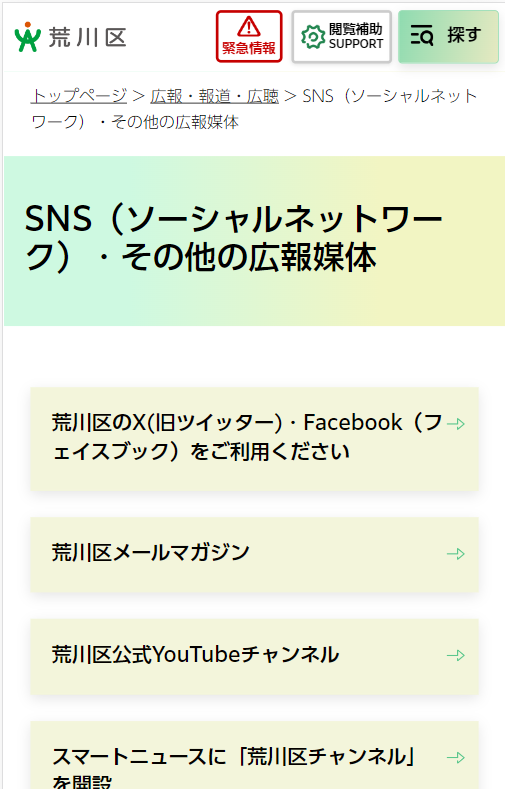 荒川区
緊急情報
閲覧補助
SUPPORT
探す
トップページ > 広報・報道・広聴 > SNS（ソーシャルネット
ワーク）・その他の広報媒体
SNS（ソーシャルネットワー
ク）・その他の広報媒体
荒川区のX(旧ツイッター)・Facebook（フ
ェイスブック）をご利用ください
荒川区メールマガジン
荒川区公式YouTubeチャンネル
スマートニュースに「荒川区チャンネル」
を開設